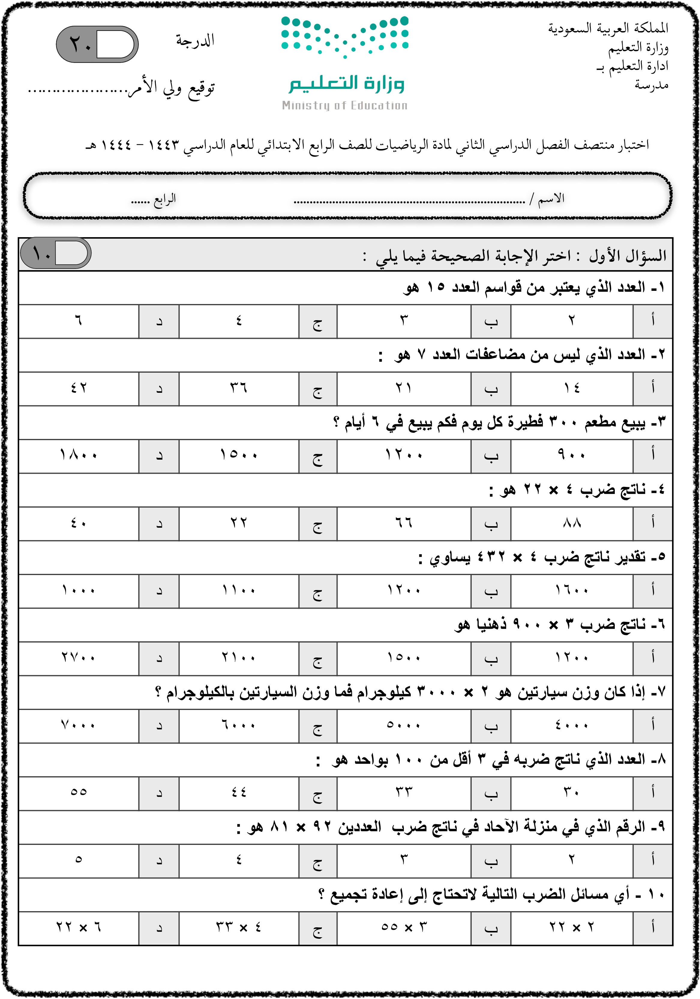 المملكة العربية السعودية
وزارة التعليم
ادارة التعليم بـ
مدرسة
وزارة التعليم
Ministry of Education
الدرجة
٢٠
توقيع ولي الأمر......................
اختبار منتصف الفصل الدراسي الثاني لمادة الرياضيات للصف الرابع الابتدائي للعام الدراسي ١٤٤٣ – ١٤٤٤ هـ
الاسم / ........................................................................ الرابع ......
السؤال الأول : اختر الإجابة الصحيحة فيما يلي : ١٠
١- العدد الذي يعتبر من قواسم العدد ١٥ هو
أ ٢ ب ٣ ج ٤ د ٦
٢- العدد الذي ليس من مضاعفات العدد ٧ هو :
أ ١٤ ب ٢١ ج ٣٦ د ٤٢
٣- يبيع مطعم ٣٠٠ فطيرة كل يوم فكم يبيع في ٦ أيام ؟
أ ٩٠٠ ب ١٢٠٠ ج ١٥٠٠ د ١٨٠٠
٤- ناتج ضرب ٤ × ٢٢ هو :
أ ٨٨ ب ٦٦ ج ٢٢ د ٤٠
٥- تقدير ناتج ضرب ٤ × ٤٣٢ يساوي :
أ ١٦٠٠ ب ١٢٠٠ ج ١١٠٠ د ١٠٠٠
٦- ناتج ضرب ٣ × ٩٠٠ ذهنيا هو
أ ١٢٠٠ ب ١٥٠٠ ج ٢١٠٠ د ٢٧٠٠
٧- إذا كان وزن سيارتين هو ٢ × ٣٠٠٠ كيلوجرام فما وزن السيارتين بالكيلوجرام ؟
أ ٤٠٠٠ ب ٥٠٠٠ ج ٦٠٠٠ د ٧٠٠٠
٨- العدد الذي ناتج ضربه في ٣ أقل من ١٠٠ بواحد هو :
أ ٣٠ ب ٣٣ ج ٤٤ د ٥٥
٩- الرقم الذي في منزلة الآحاد في ناتج ضرب العددين ٩٢ × ٨١ هو :
أ ٢ ب ٣ ج ٤ د ٥
١٠ - أي مسائل الضرب التالية لاتحتاج إلى إعادة تجميع ؟
أ ٢ × ٢٢ ب ٣ × ٥٥ ج ٤ × ٣٣ د ٦ × ٢٢